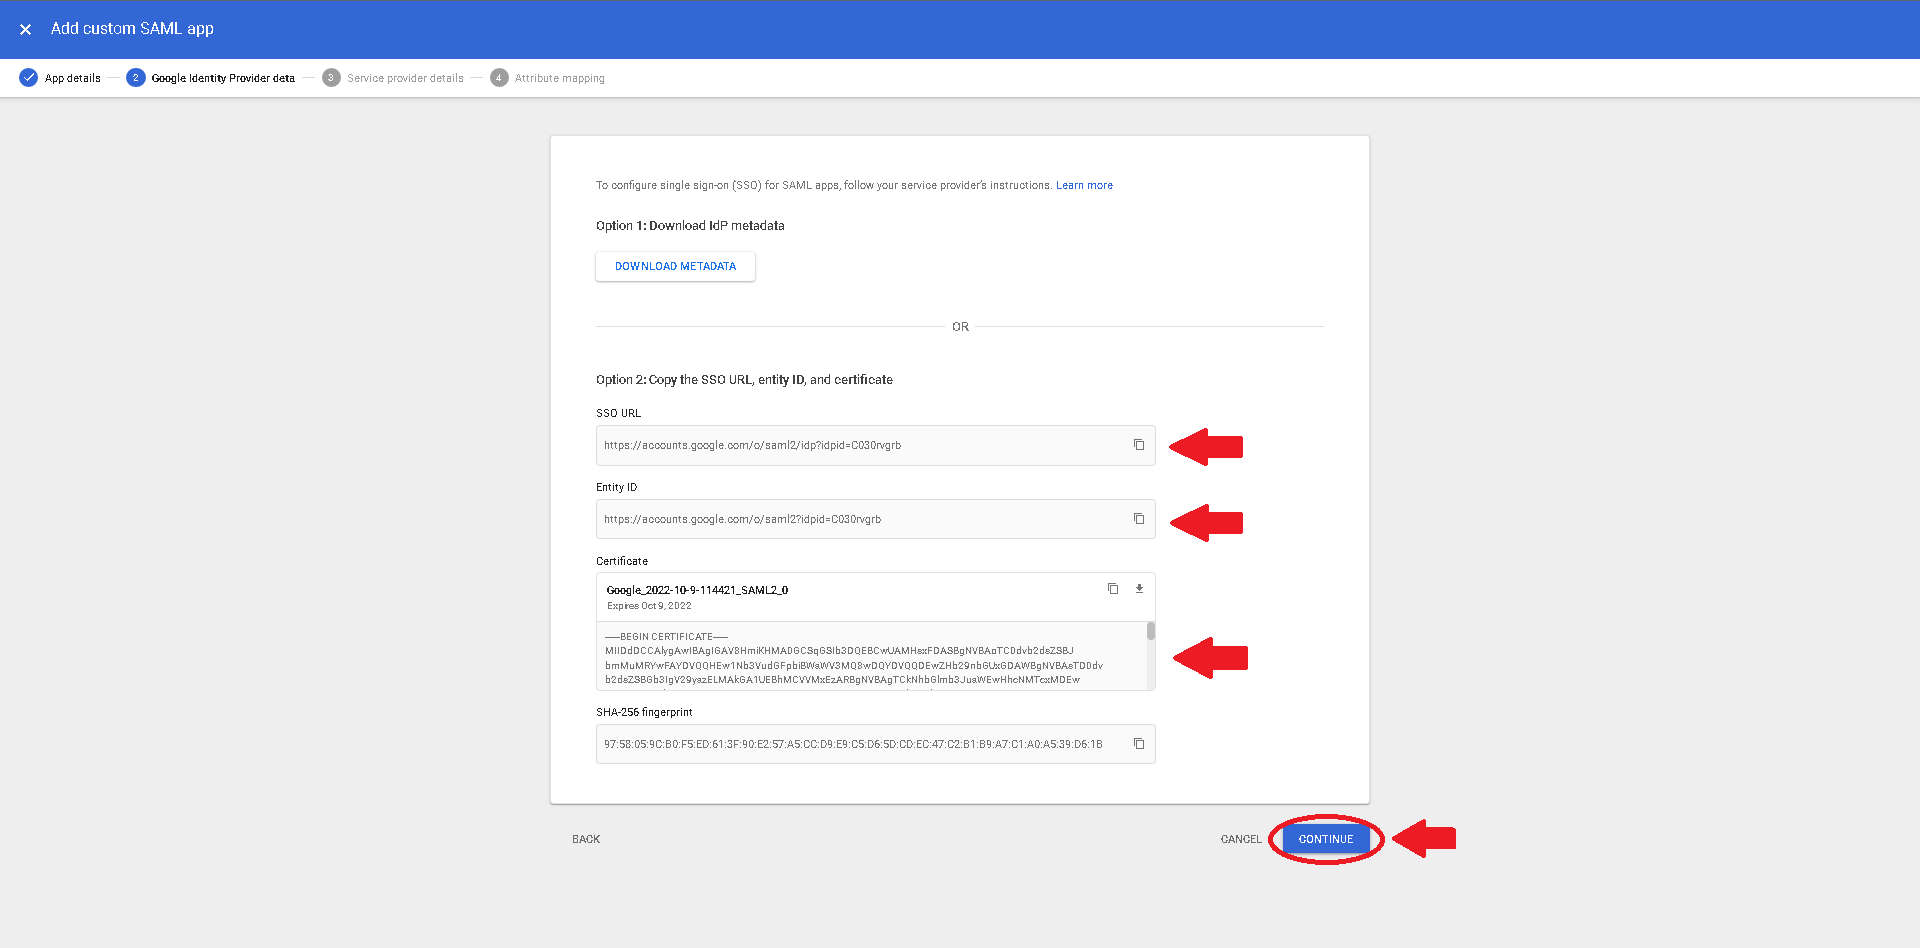 Add custom SAML app
App details
2 Google Identity Provider deta
3 Service provider details
4 Attribute mapping
To configure single sign-on (SSO) for SAML apps, follow your service provider's instructions. Learn more
Option 1: Download IdP metadata
DOWNLOAD METADATA
OR
Option 2: Copy the SSO URL, entity ID, and certificate
SSO URL
https://accounts.google.com/o/saml2/idp?idpid=C030rvgrb
Entity ID
https://accounts.google.com/o/saml2?idpid=C030rvgrb
Certificate
Google_2022-10-9-114421_SAML2_0
Expires Oct 9, 2022
-----BEGIN CERTIFICATE-----
SHA-256 fingerprint
97:58:05:9C:B0:F5:ED:61:3F:90:E2:57:A5:CC:D9:E9:C5:D6:5D:CD:EC:47:C2:B1:B9:A7:C1:A0:A5:39:D6:1B
BACK
CANCEL
CONTINUE